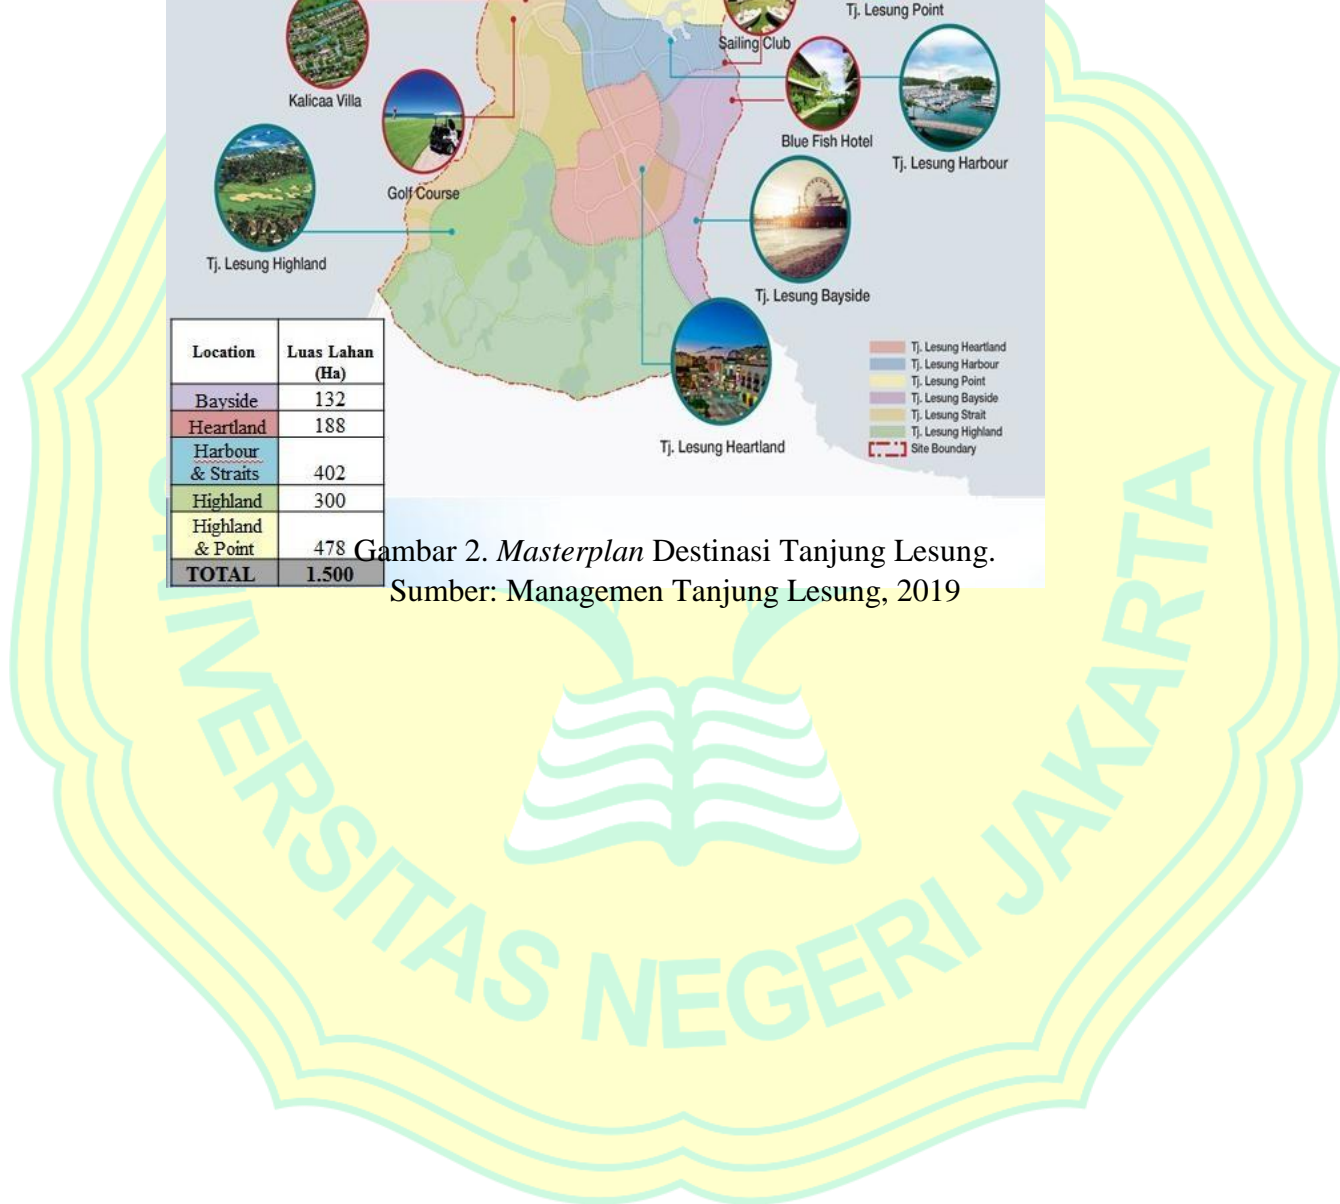 Tj. Lesung Point
Sailing Club
Kalicaa Villa
Blue Fish Hotel
Tj. Lesung Harbour
Golf Course
Tj. Lesung Highland
Tj. Lesung Bayside
Tj. Lesung Heartland
Location Luas Lahan
(Ha)
Bayside 132
Heartland 188
Harbour
& Straits 402
Highland 300
Highland
& Point 478
TOTAL 1.500
Tj. Lesung Heartland
Tj. Lesung Harbour
Tj. Lesung Point
Tj. Lesung Bayside
Tj. Lesung Strait
Tj. Lesung Highland
Site Boundary
Gambar 2. Masterplan Destinasi Tanjung Lesung.
Sumber: Managemen Tanjung Lesung, 2019
UNIVERSITAS NEGERI JAKARTA